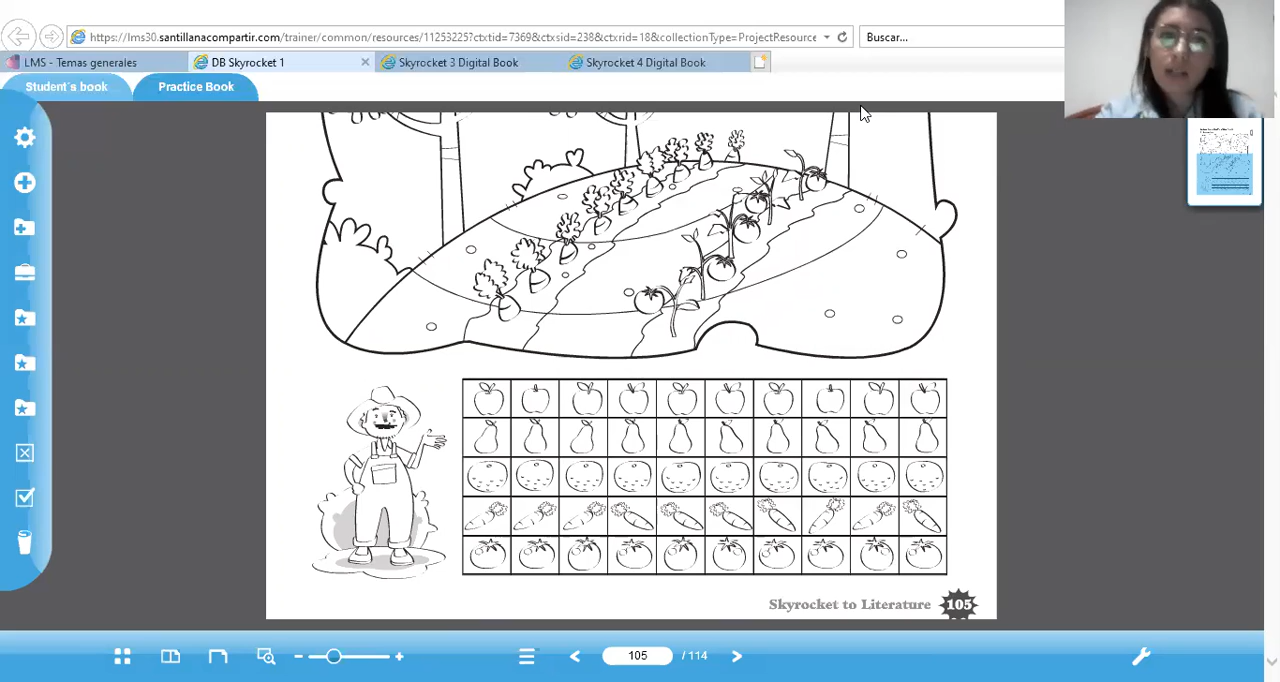 https://lms30.santillanacompartir.com/trainer/common/resources/11253225?ctxtid=7369&ctxsid=238&ctxrid=18&collectionType=ProjectResource
Buscar...
LMS - Temas generales
DB Skyrocket 1
Skyrocket 3 Digital Book
Skyrocket 4 Digital Book
Student´s book
Practice Book
Skyrocket to Literature 105
105 / 114